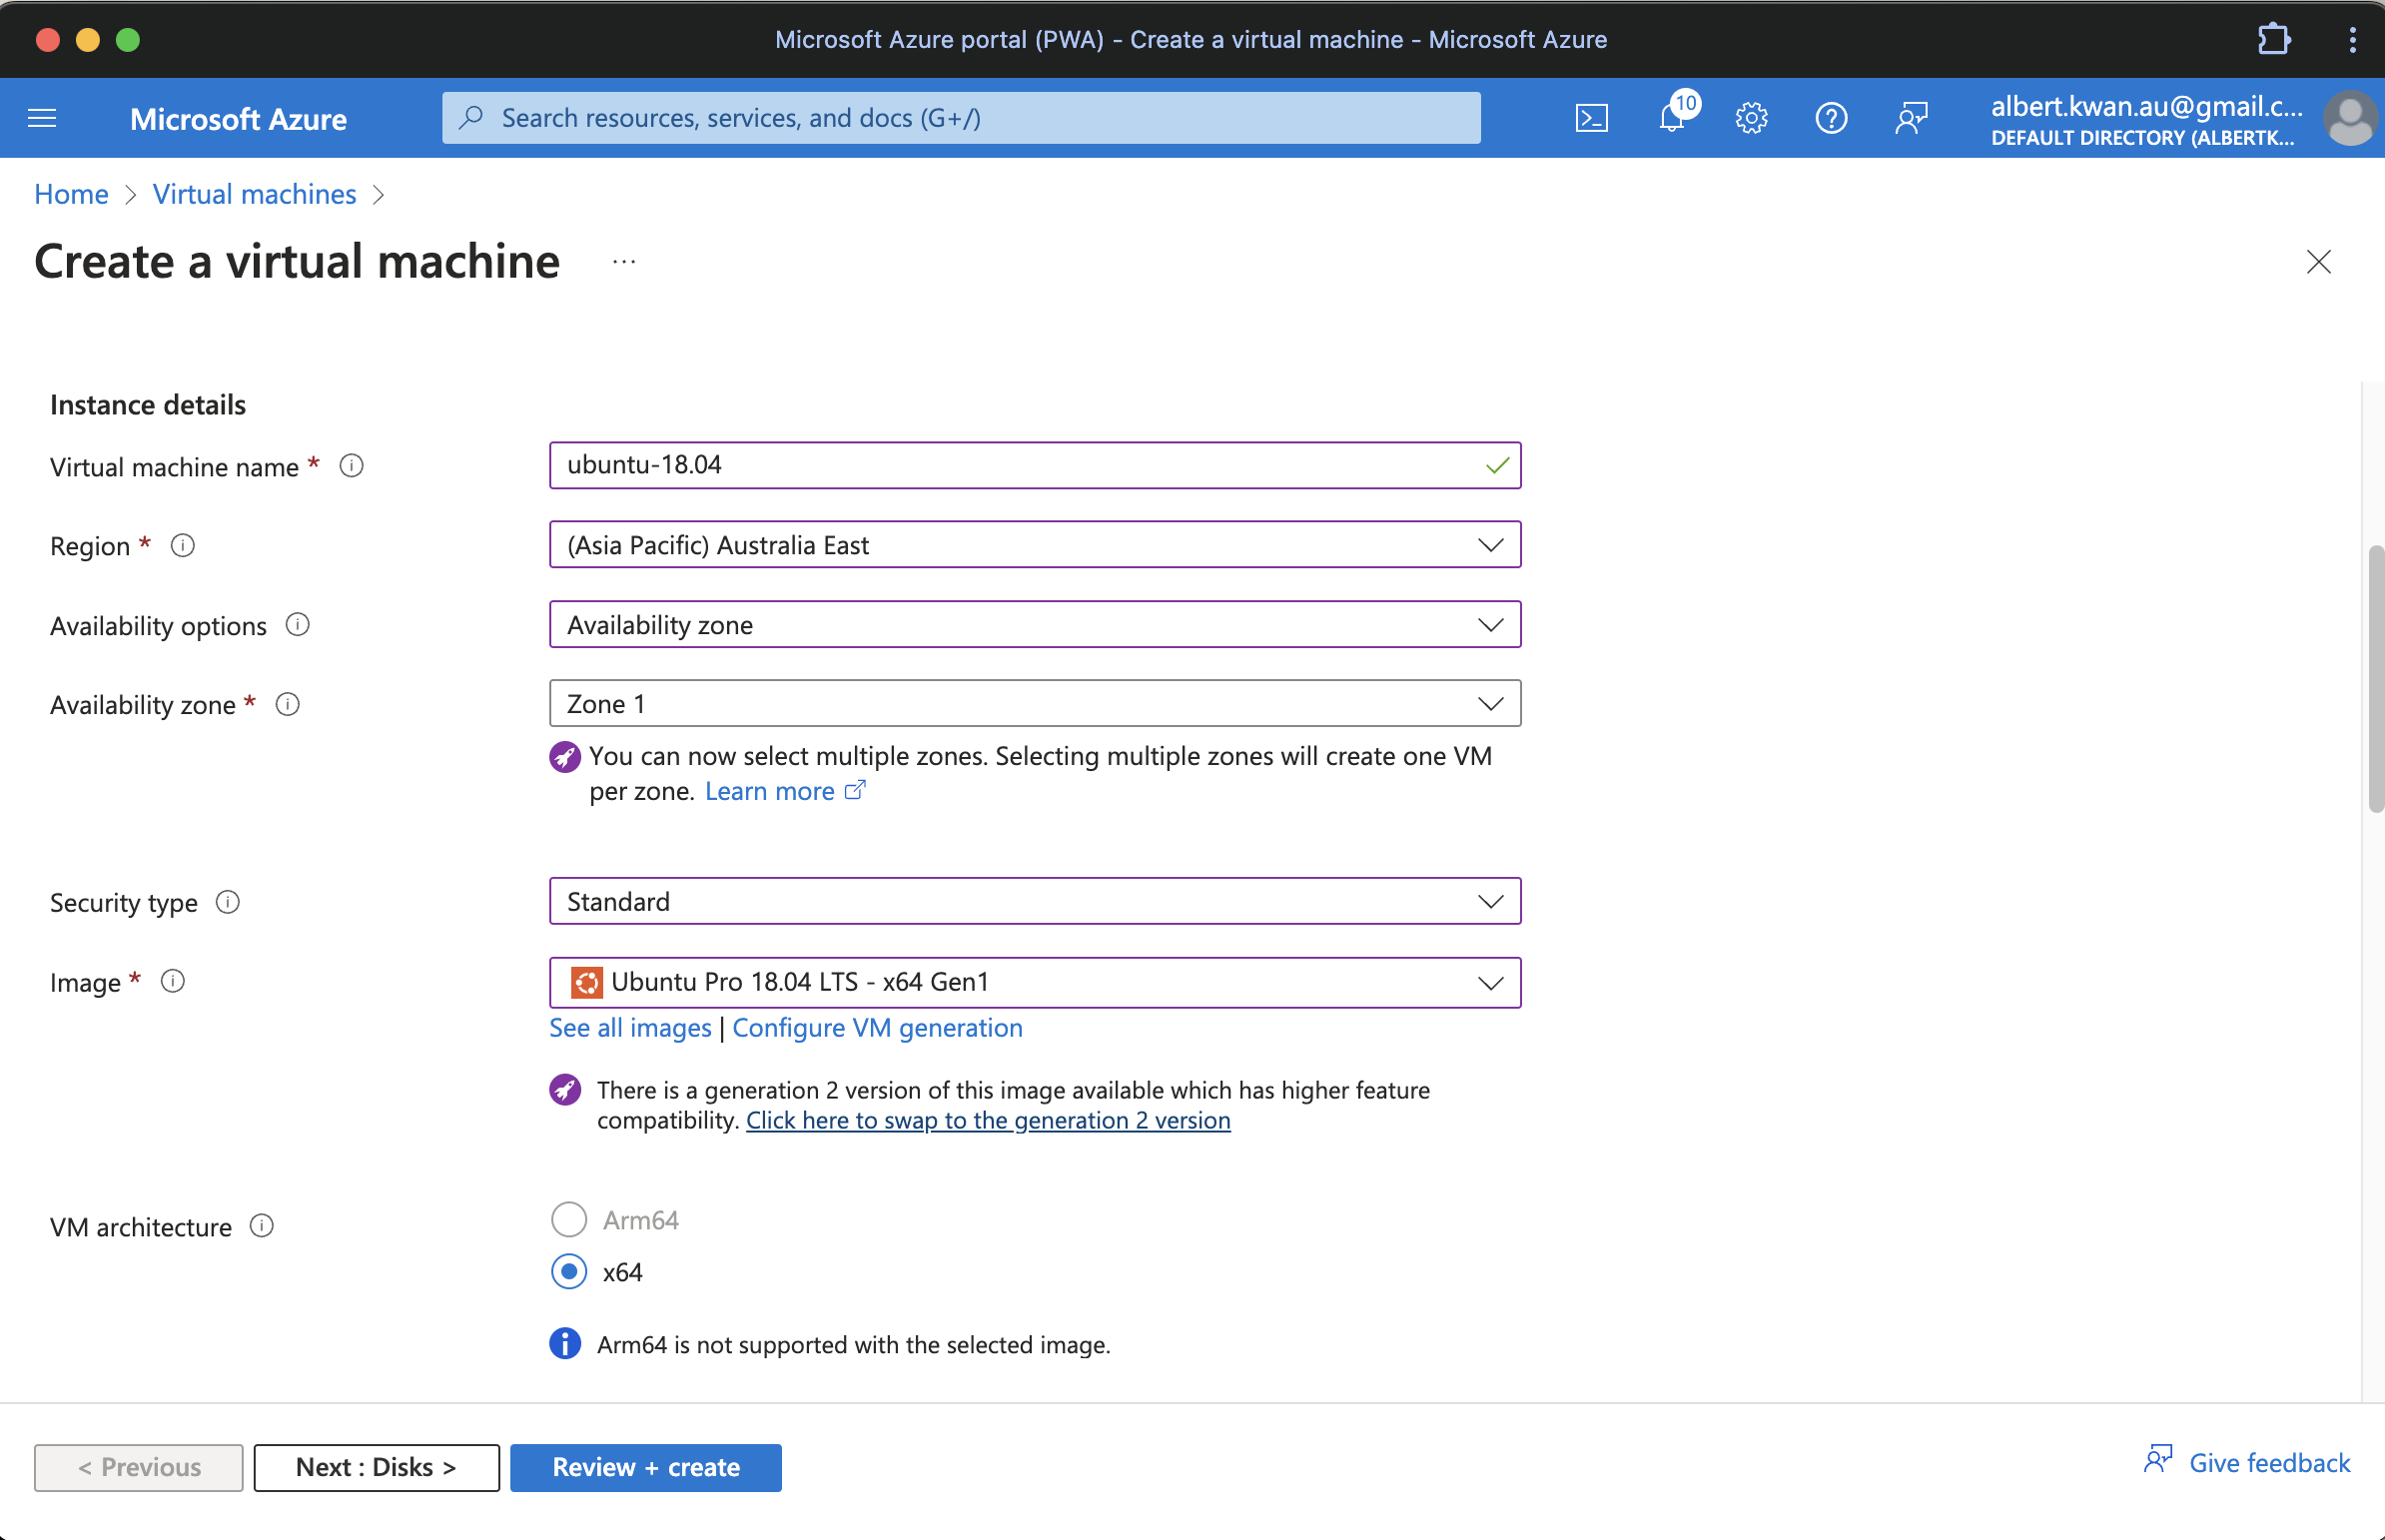 Microsoft Azure portal (PWA) - Create a virtual machine - Microsoft Azure
Microsoft Azure
Search resources, services, and docs (G+/)
10
albert.kwan.au@gmail.c...
DEFAULT DIRECTORY (ALBERTK...
Home > Virtual machines >
Create a virtual machine ...
Instance details
Virtual machine name *
ubuntu-18.04
Region *
(Asia Pacific) Australia East
Availability options
Availability zone
Availability zone *
Zone 1
You can now select multiple zones. Selecting multiple zones will create one VM
per zone. Learn more
Security type
Standard
Image *
Ubuntu Pro 18.04 LTS - x64 Gen1
See all images | Configure VM generation
There is a generation 2 version of this image available which has higher feature
compatibility. Click here to swap to the generation 2 version
VM architecture
Arm64
x64
Arm64 is not supported with the selected image.
< Previous
Next : Disks >
Review + create
Give feedback